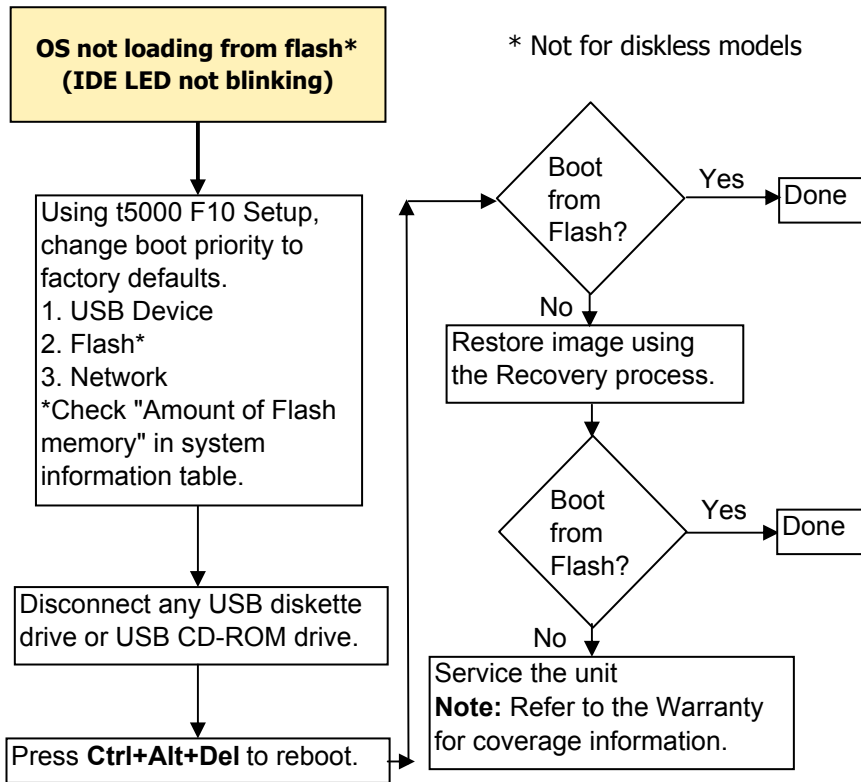 OS not loading from flash*
(IDE LED not blinking)
* Not for diskless models
Using t5000 F10 Setup,
change boot priority to
factory defaults.
1. USB Device
2. Flash*
3. Network
*Check "Amount of Flash
memory" in system
information table.
Disconnect any USB diskette
drive or USB CD-ROM drive.
Press Ctrl+Alt+Del to reboot.
Boot
from
Flash?
Yes
Done
No
Restore image using
the Recovery process.
Boot
from
Flash?
Yes
Done
No
Service the unit
Note: Refer to the Warranty
for coverage information.